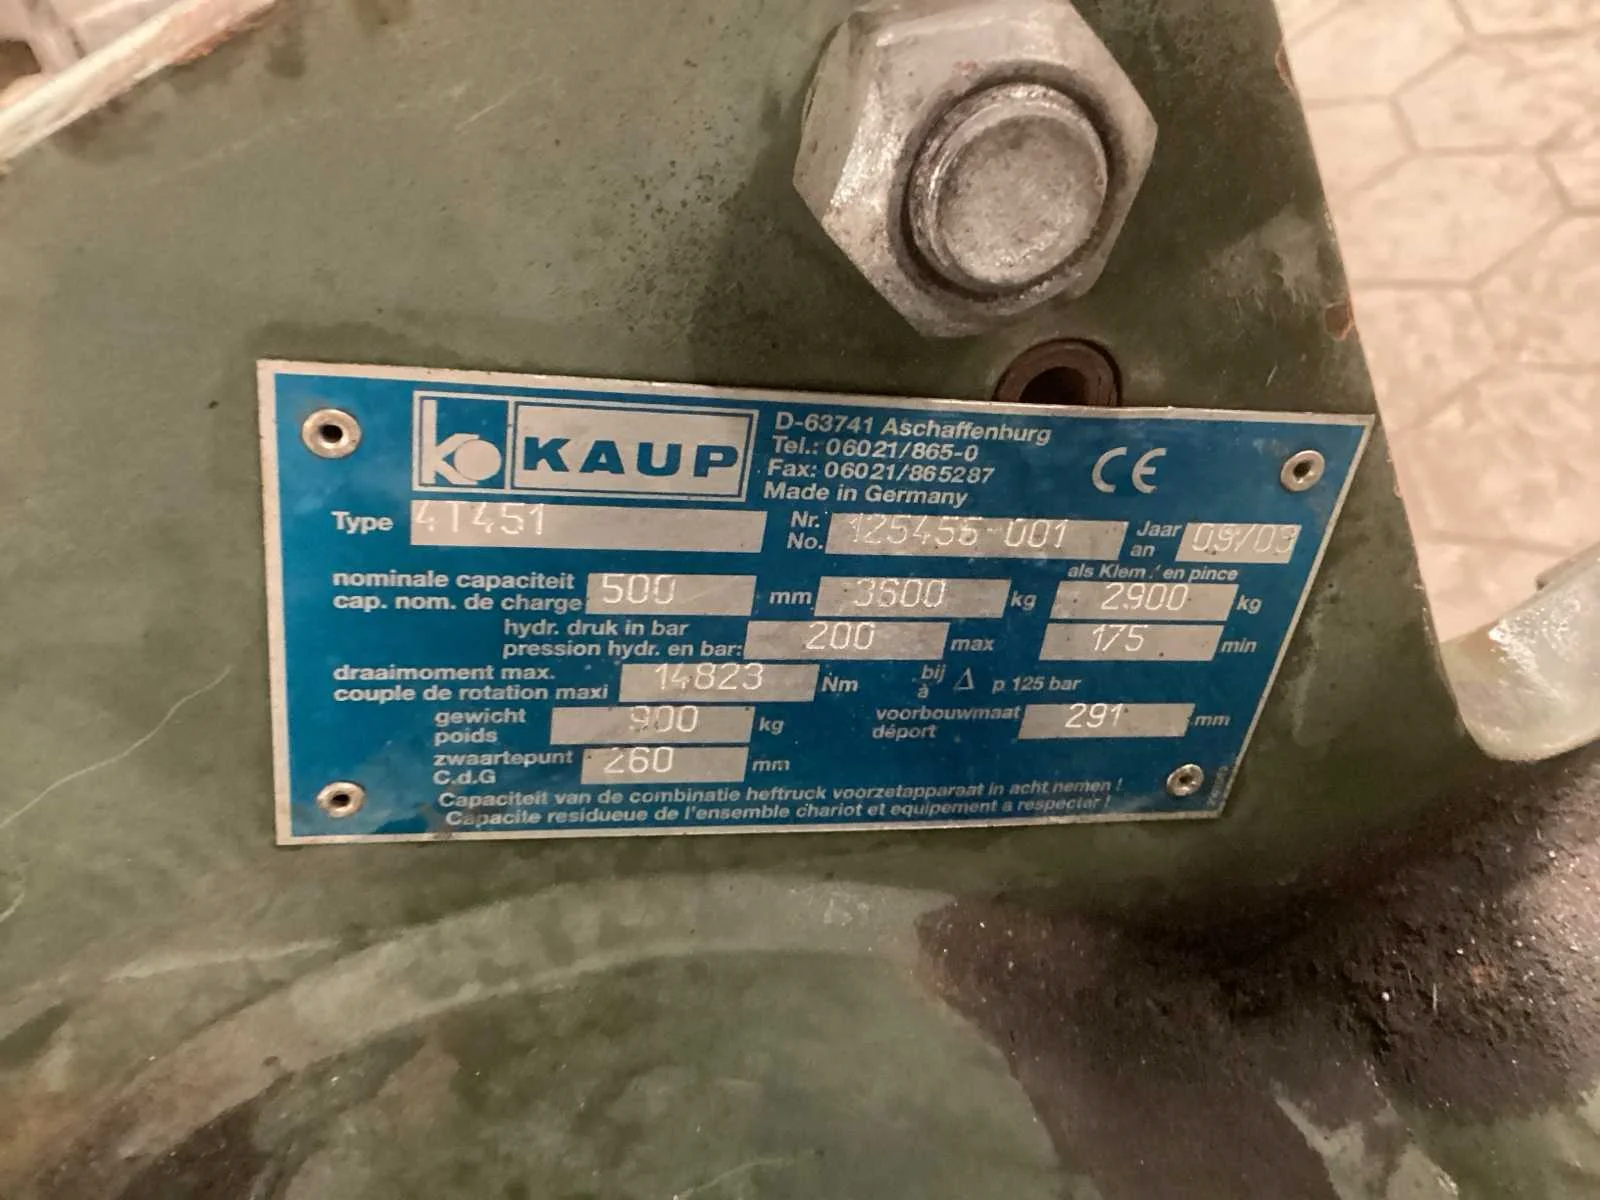 KAUP
D-63741 Aschaffenburg
Tel.: 06021/865-0
Fax: 06021/865287
Made in Germany
CE
Type 4T451
Nr. No. 125456-001 Jaar an 09/03
als Klem / en pince
nominale capaciteit
cap. nom. de charge 500 mm 3600 kg 2900 kg
hydr. druk in bar
pression hydr. en bar: 200 max 175 min
draaimoment max.
couple de rotation maxi 14823 Nm bij à Δ p 125 bar
gewicht
poids 900 kg voorbouwmaat déport 291 mm
zwaartepunt
C.d.G 260 mm
Capaciteit van de combinatie heftruck voorzetapparaat in acht nemen !
Capacite residueue de l'ensemble chariot et equipement a respecter !